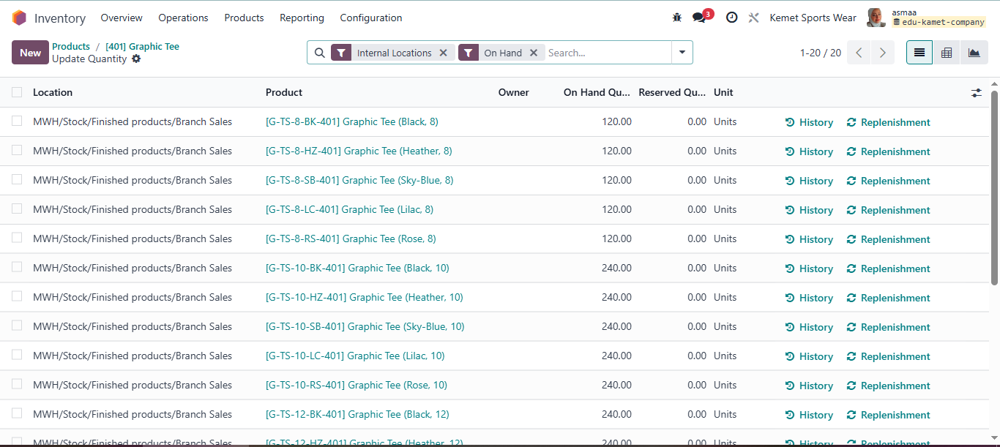 Inventory Overview Operations Products Reporting Configuration 3 Kemet Sports Wear asmaa
edu-kamet-company
New Products / [401] Graphic Tee
Update Quantity
Internal Locations On Hand Search... 1-20 / 20
Location Product Owner On Hand Qu... Reserved Qu... Unit
MWH/Stock/Finished products/Branch Sales [G-TS-8-BK-401] Graphic Tee (Black, 8) 120.00 0.00 Units History Replenishment
MWH/Stock/Finished products/Branch Sales [G-TS-8-HZ-401] Graphic Tee (Heather, 8) 120.00 0.00 Units History Replenishment
MWH/Stock/Finished products/Branch Sales [G-TS-8-SB-401] Graphic Tee (Sky-Blue, 8) 120.00 0.00 Units History Replenishment
MWH/Stock/Finished products/Branch Sales [G-TS-8-LC-401] Graphic Tee (Lilac, 8) 120.00 0.00 Units History Replenishment
MWH/Stock/Finished products/Branch Sales [G-TS-8-RS-401] Graphic Tee (Rose, 8) 120.00 0.00 Units History Replenishment
MWH/Stock/Finished products/Branch Sales [G-TS-10-BK-401] Graphic Tee (Black, 10) 240.00 0.00 Units History Replenishment
MWH/Stock/Finished products/Branch Sales [G-TS-10-HZ-401] Graphic Tee (Heather, 10) 240.00 0.00 Units History Replenishment
MWH/Stock/Finished products/Branch Sales [G-TS-10-SB-401] Graphic Tee (Sky-Blue, 10) 240.00 0.00 Units History Replenishment
MWH/Stock/Finished products/Branch Sales [G-TS-10-LC-401] Graphic Tee (Lilac, 10) 240.00 0.00 Units History Replenishment
MWH/Stock/Finished products/Branch Sales [G-TS-10-RS-401] Graphic Tee (Rose, 10) 240.00 0.00 Units History Replenishment
MWH/Stock/Finished products/Branch Sales [G-TS-12-BK-401] Graphic Tee (Black, 12) 240.00 0.00 Units History Replenishment
MWH/Stock/Finished products/Branch Sales [G-TS-12-HZ-401] Graphic Tee (Heather, 12) 240.00 0.00 Units History Replenishment